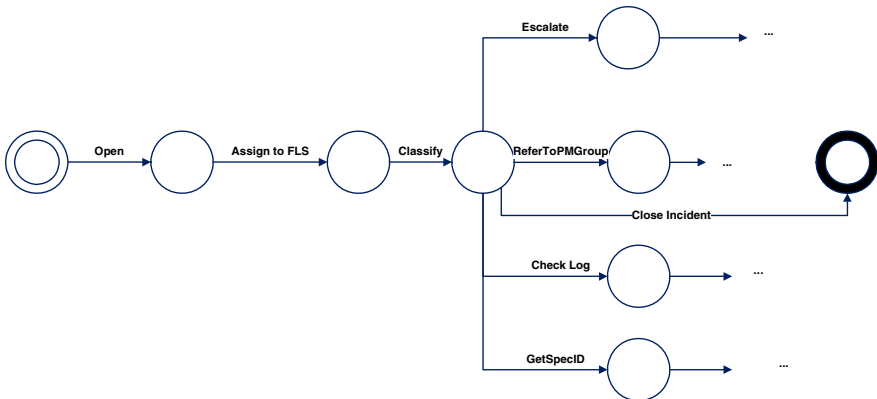 Escalate
...
Open
Assign to FLS
Classify
ReferToPMGroup
...
Close Incident
Check Log
...
GetSpecID
...